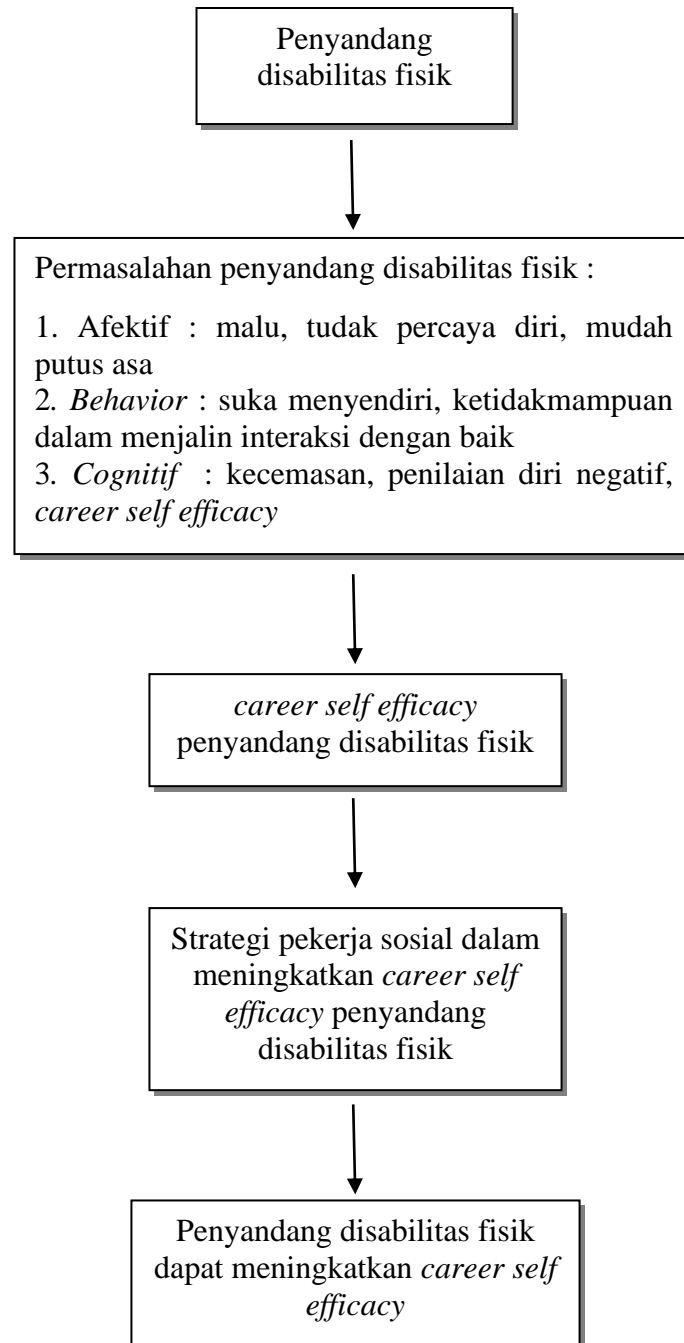 Penyandang
disabilitas fisik
Permasalahan penyandang disabilitas fisik :
1. Afektif : malu, tudak percaya diri, mudah
putus asa
2. Behavior : suka menyendiri, ketidakmampuan
dalam menjalin interaksi dengan baik
3. Cognitif : kecemasan, penilaian diri negatif,
career self efficacy
career self efficacy
penyandang disabilitas fisik
Strategi pekerja sosial dalam
meningkatkan career self
efficacy penyandang
disabilitas fisik
Penyandang disabilitas fisik
dapat meningkatkan career self
efficacy